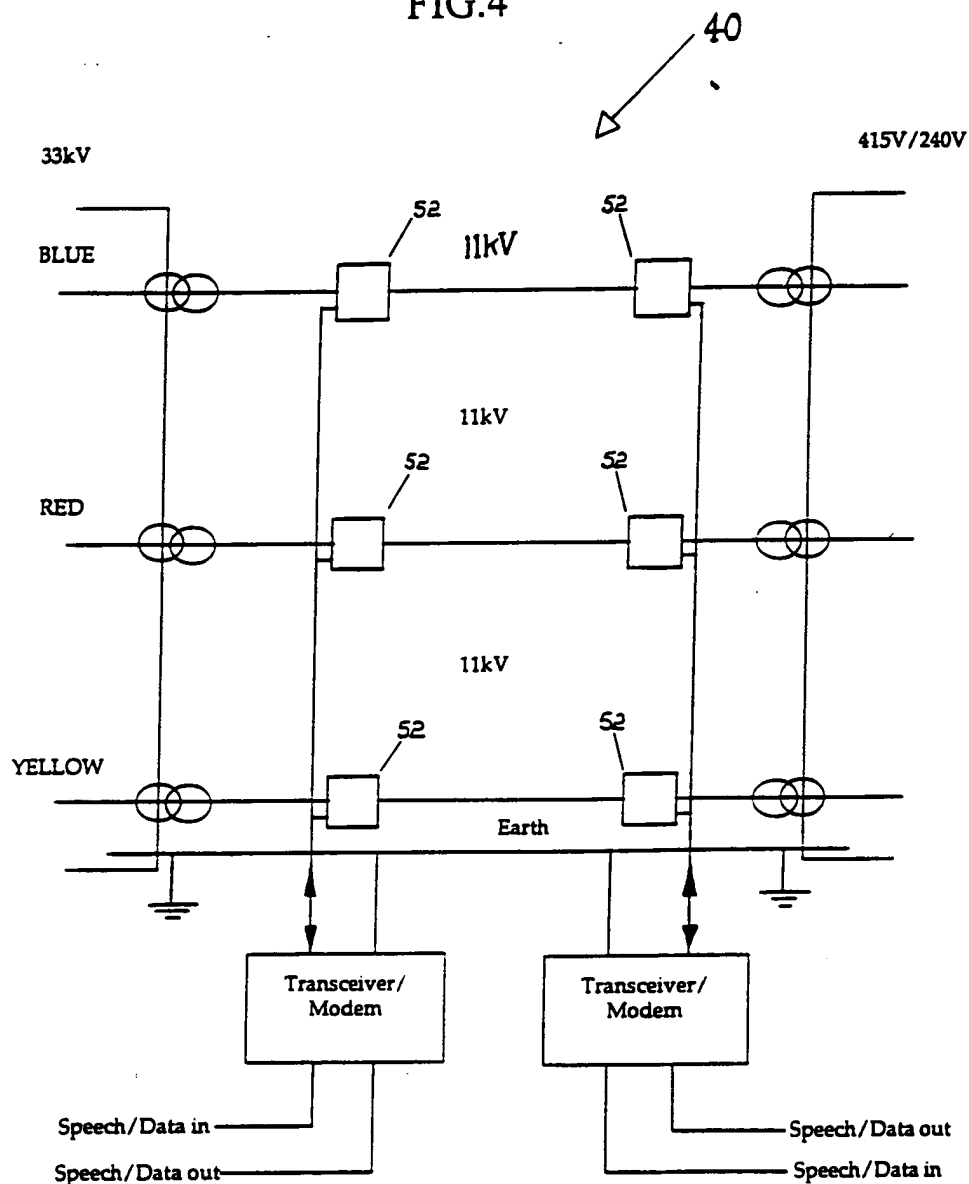 FIG.4
40
33kV
415V/240V
52
52
11kV
BLUE
11kV
52
52
RED
11kV
52
52
YELLOW
Earth
Transceiver/
Modem
Transceiver/
Modem
Speech/Data in
Speech/Data out
Speech/Data out
Speech/Data in